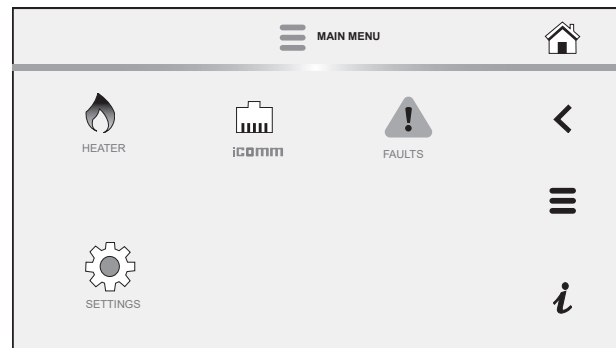 MAIN MENU
HEATER
iCOMM
FAULTS
SETTINGS
i